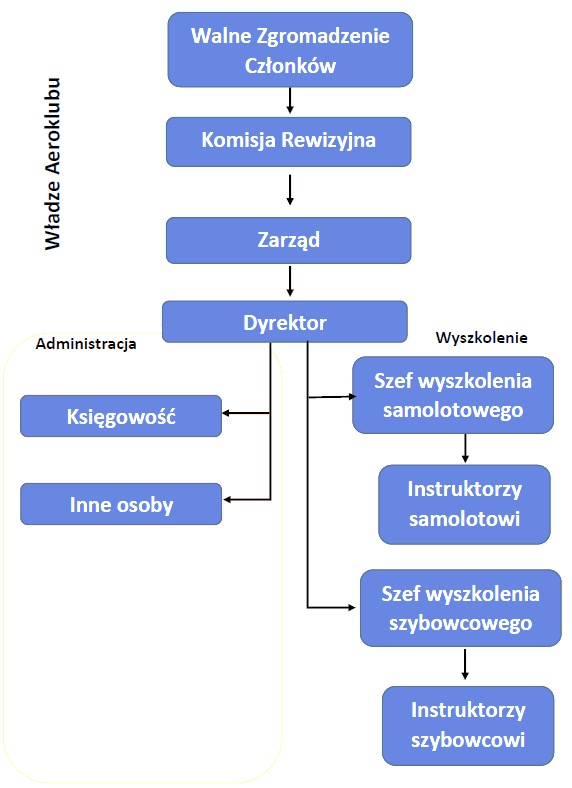 Walne Zgromadzenie
Członków
Władze Aeroklubu
Komisja Rewizyjna
Zarząd
Dyrektor
Administracja
Wyszkolenie
Księgowość
Inne osoby
Szef wyszkolenia
samolotowego
Instruktorzy
samolotowi
Szef wyszkolenia
szybowcowego
Instruktorzy
szybowcowi